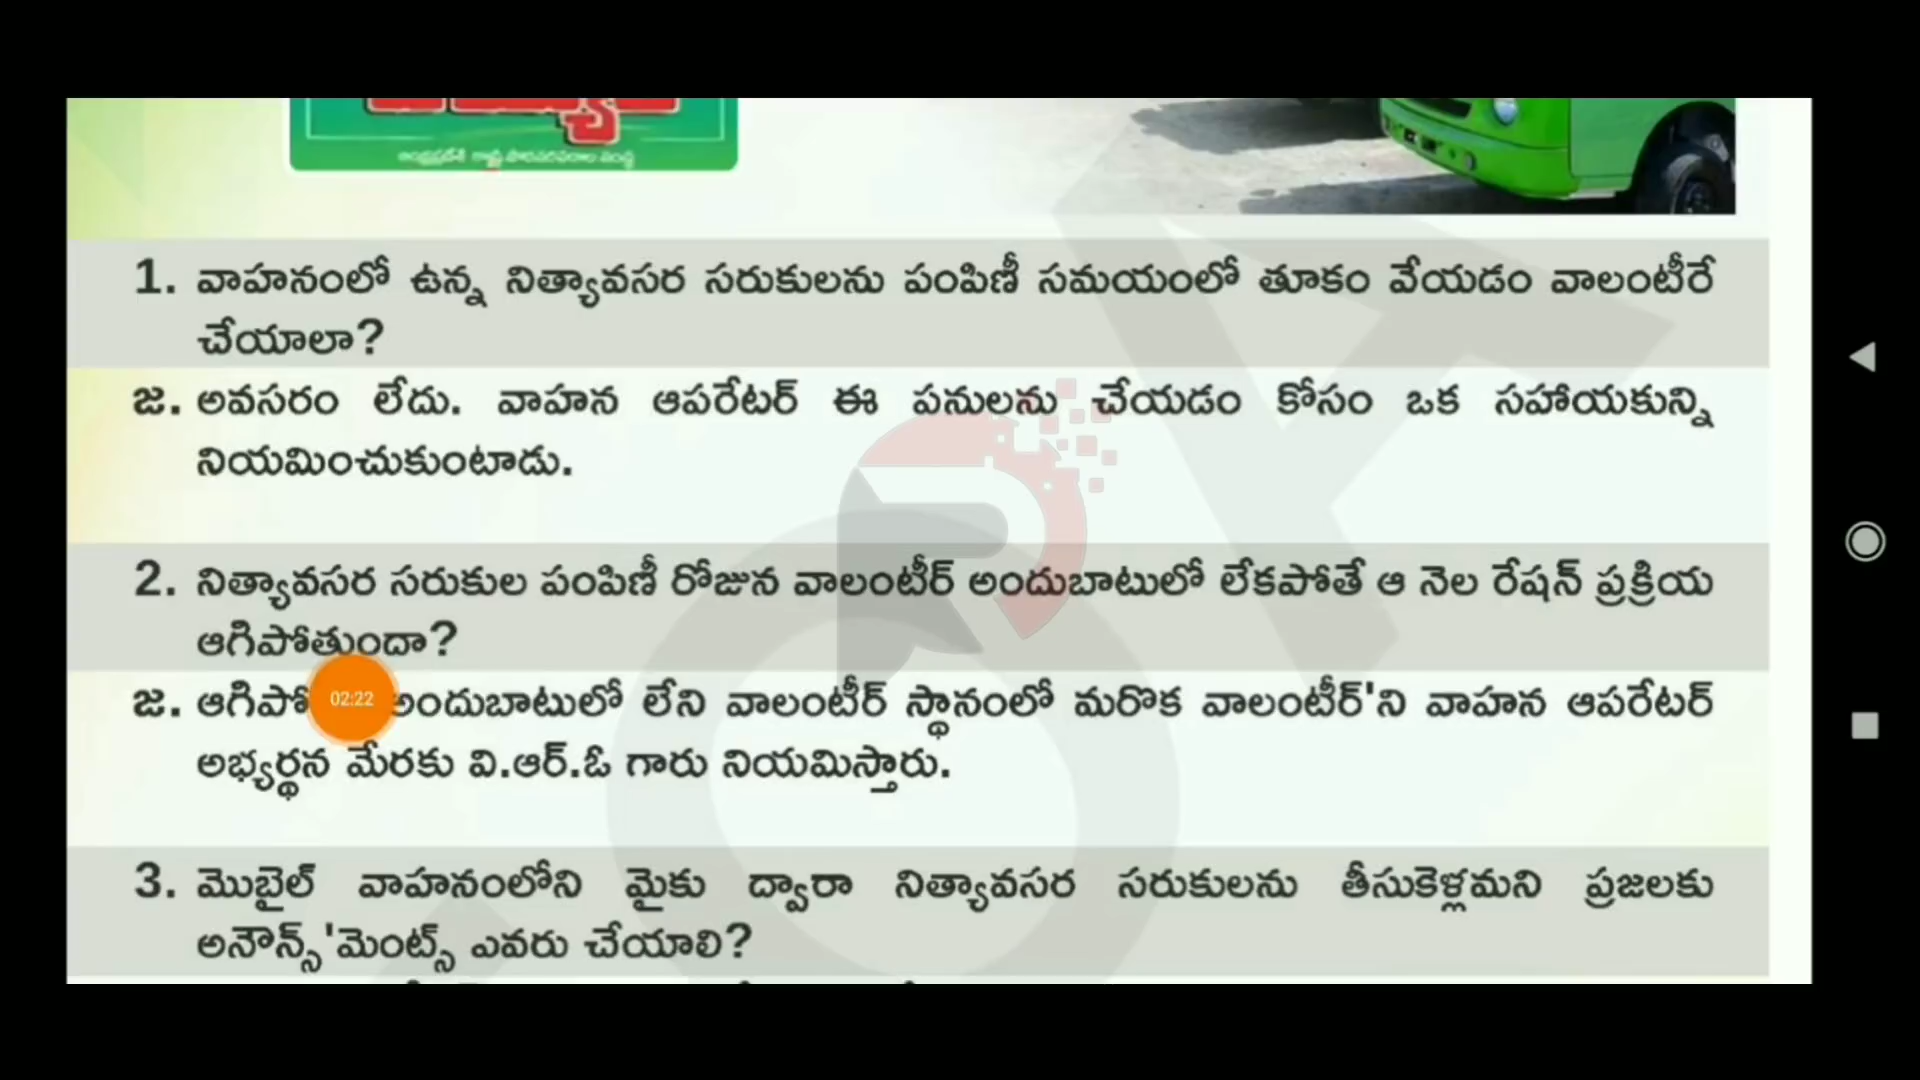 1. వాహనంలో ఉన్న నిత్యావసర సరుకులను పంపిణీ సమయంలో తూకం వేయడం వాలంటీరే
చేయాలా?
జ. అవసరం లేదు. వాహన ఆపరేటర్ ఈ పనులను చేయడం కోసం ఒక సహాయకున్ని
నియమించుకుంటాడు.
2. నిత్యావసర సరుకుల పంపిణీ రోజున వాలంటీర్ అందుబాటులో లేకపోతే ఆ నెల రేషన్ ప్రక్రియ
ఆగిపోతుందా?
జ. ఆగిపో 02:22 అందుబాటులో లేని వాలంటీర్ స్థానంలో మరొక వాలంటీర్'ని వాహన ఆపరేటర్
అభ్యర్థన మేరకు వి.ఆర్.ఓ గారు నియమిస్తారు.
3. మొబైల్ వాహనంలోని మైకు ద్వారా నిత్యావసర సరుకులను తీసుకెళ్లమని ప్రజలకు
అనౌన్స్'మెంట్స్ ఎవరు చేయాలి?